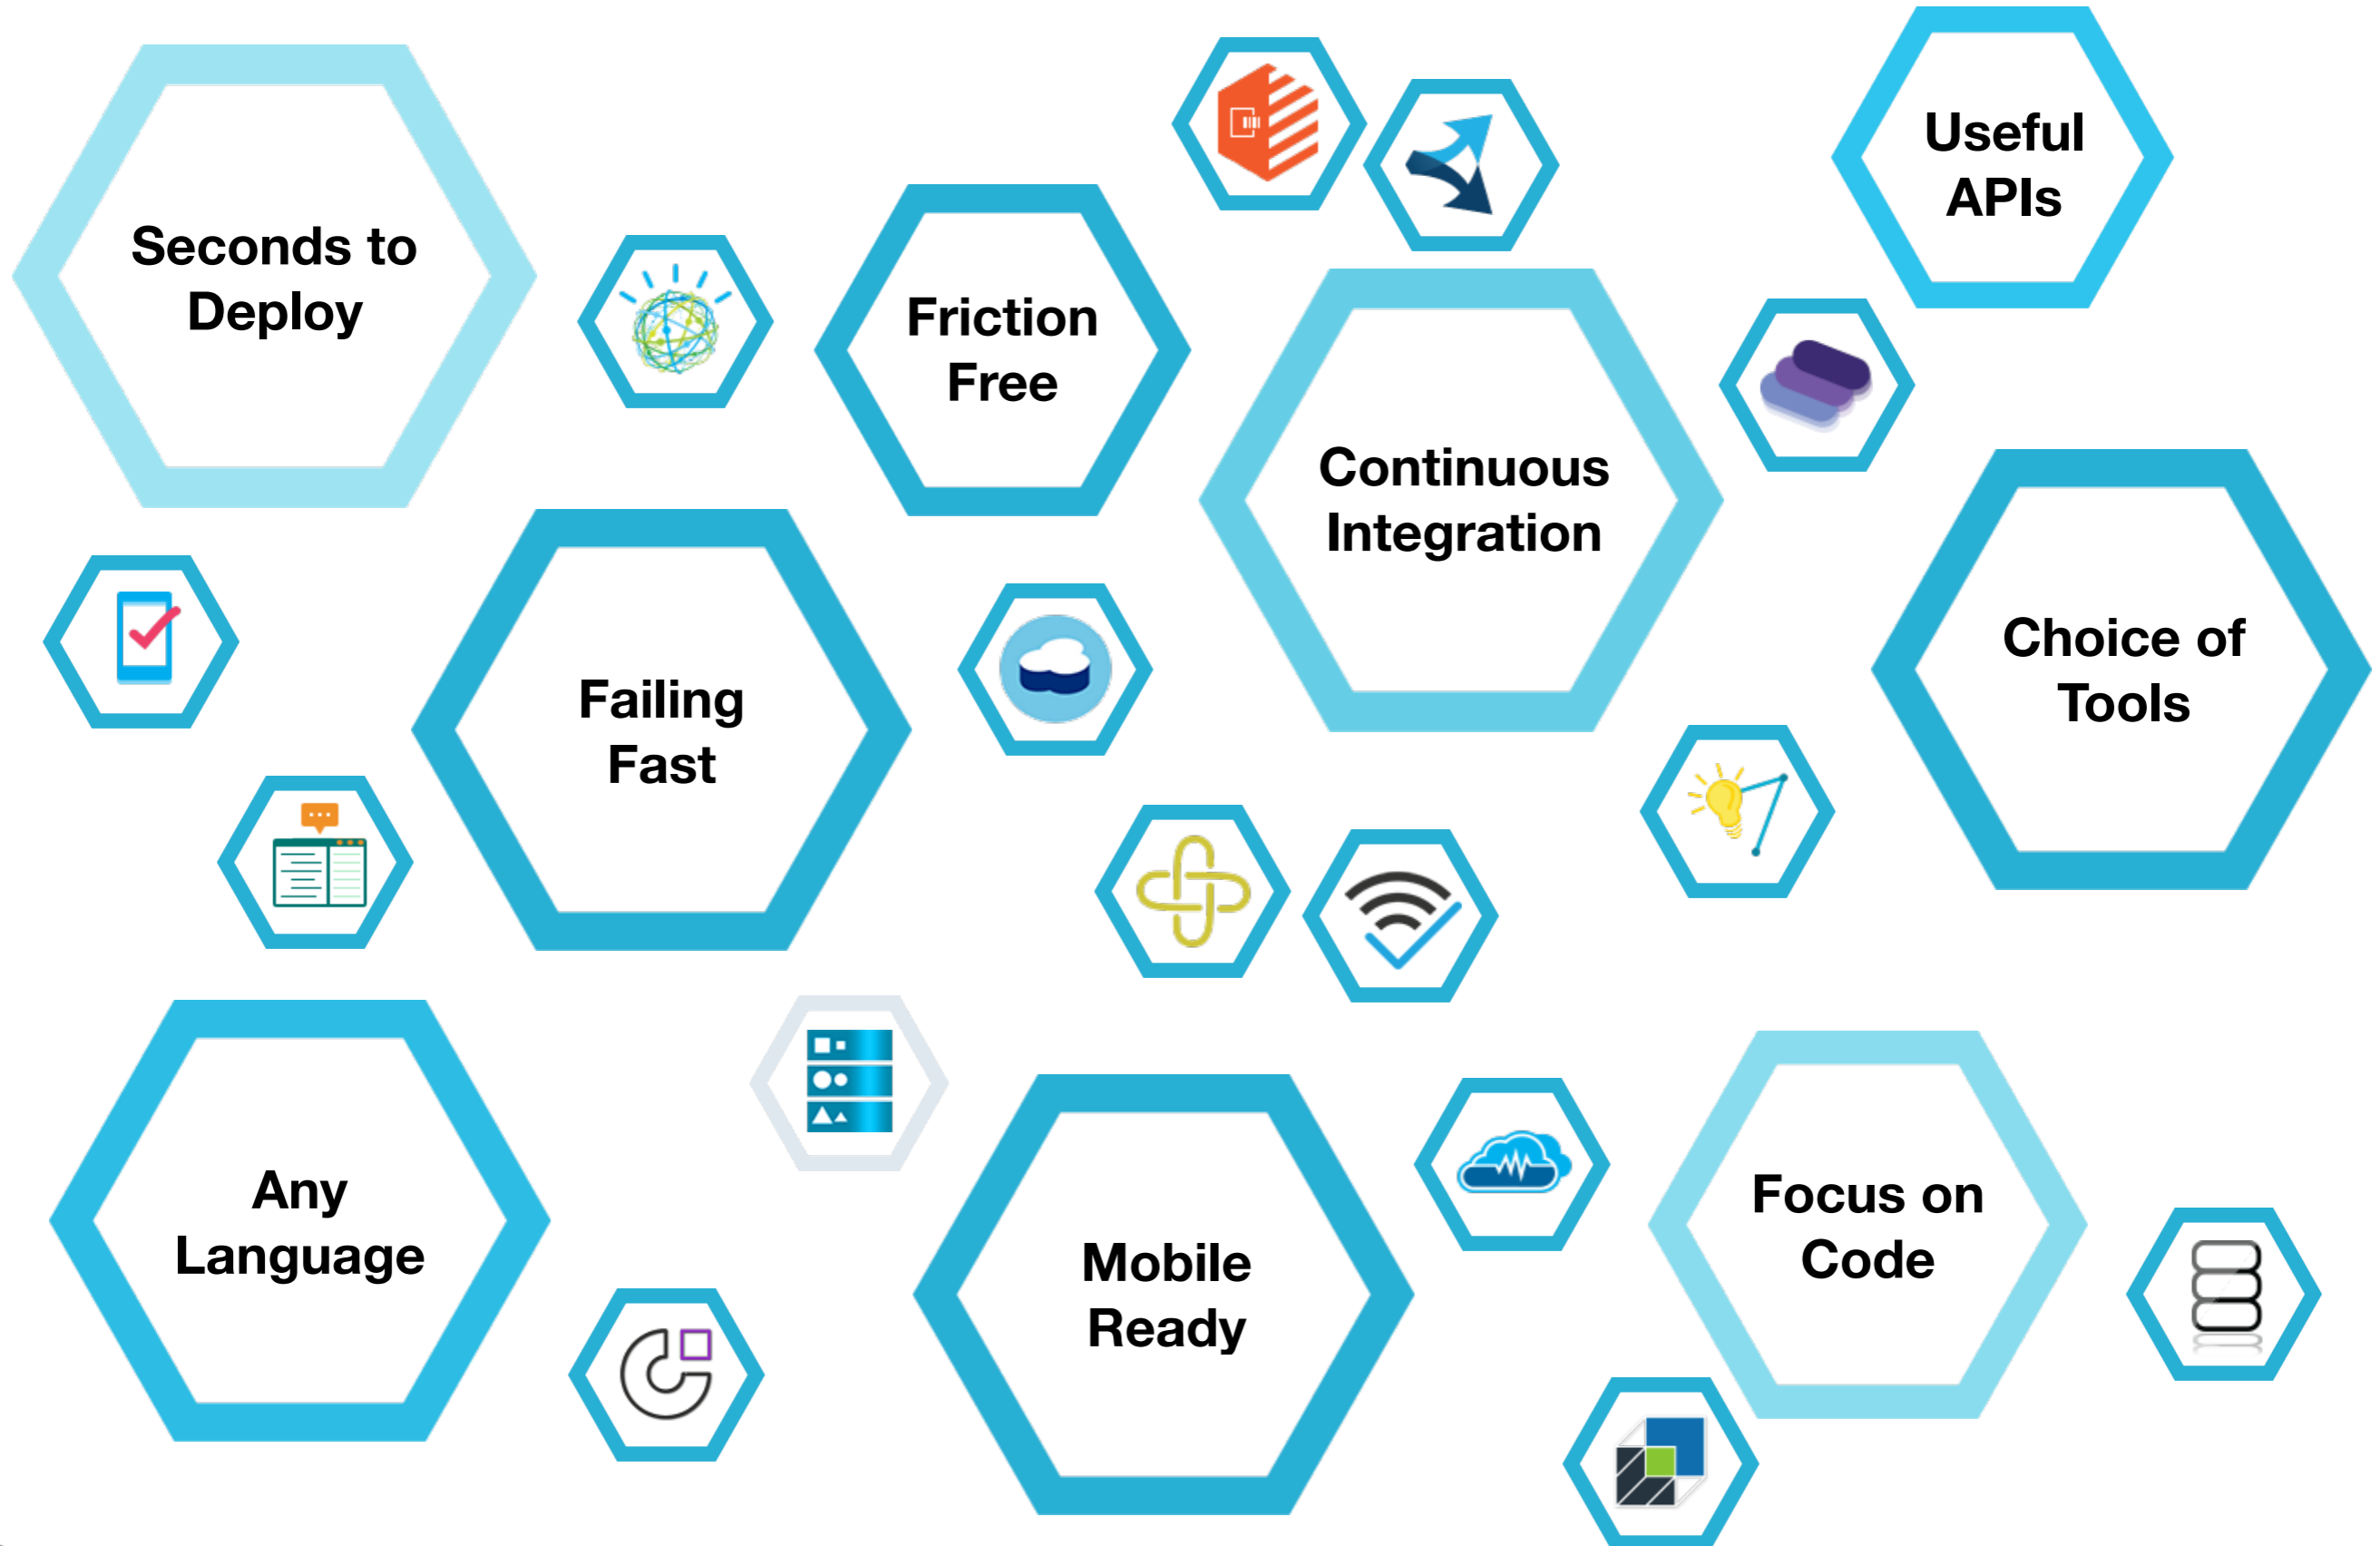 Seconds to
Deploy
Friction
Free
Useful
APIs
Continuous
Integration
Failing
Fast
Choice of
Tools
Any
Language
Mobile
Ready
Focus on
Code